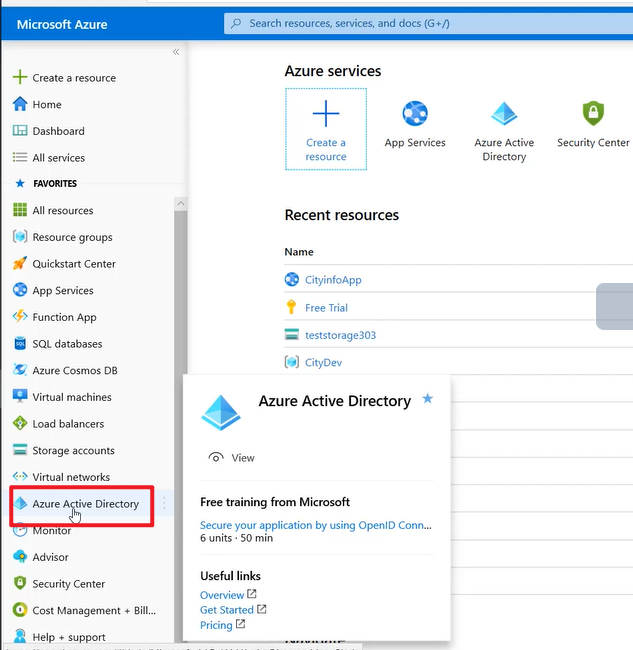 Microsoft Azure
Search resources, services, and docs (G+/)
«
Create a resource
Home
Dashboard
All services
FAVORITES
All resources
Resource groups
Quickstart Center
App Services
Function App
SQL databases
Azure Cosmos DB
Virtual machines
Load balancers
Storage accounts
Virtual networks
Azure Active Directory
Monitor
Advisor
Security Center
Cost Management + Bill...
Help + support
Azure services
Create a
resource
App Services
Azure Active
Directory
Security Center
Recent resources
Name
CityinfoApp
Free Trial
teststorage303
CityDev
Azure Active Directory
View
Free training from Microsoft
Secure your application by using OpenID Conn...
6 units · 50 min
Useful links
Overview
Get Started
Pricing